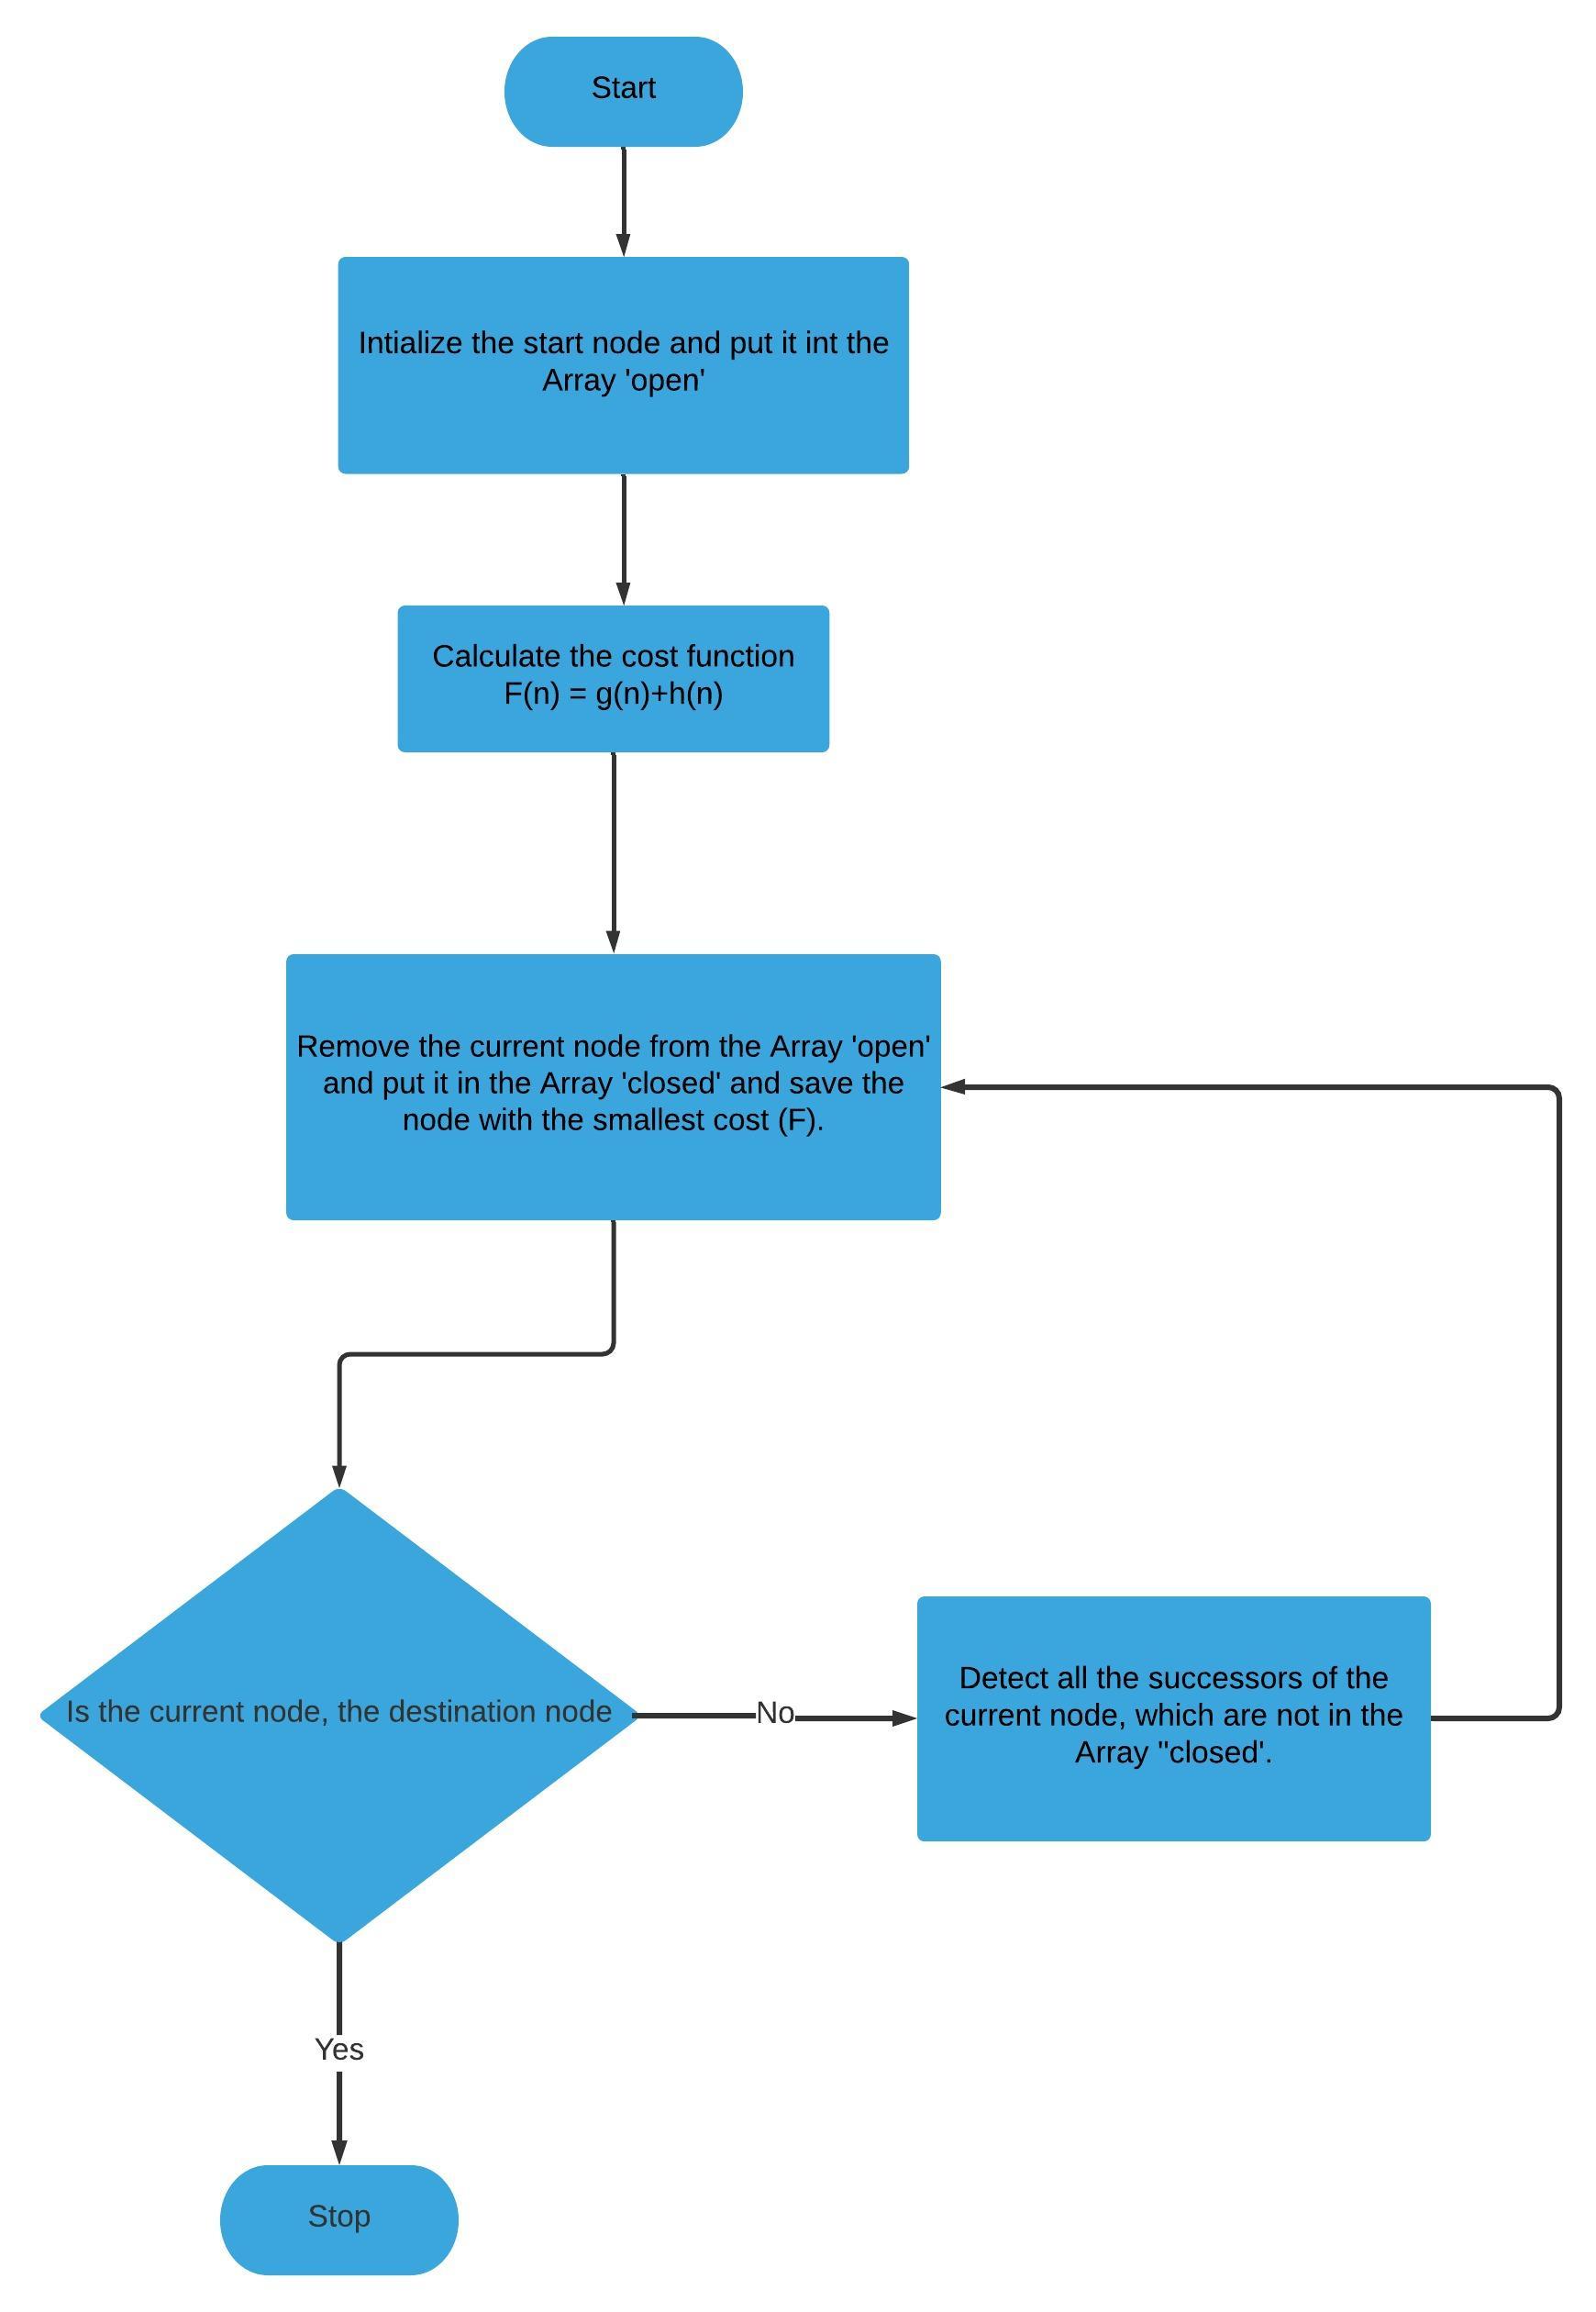 Start
Intialize the start node and put it int the
Array 'open'
Calculate the cost function
F(n) = g(n)+h(n)
Remove the current node from the Array 'open'
and put it in the Array 'closed' and save the
node with the smallest cost (F).
Is the current node, the destination node
No
Detect all the successors of the
current node, which are not in the
Array "closed'.
Yes
Stop